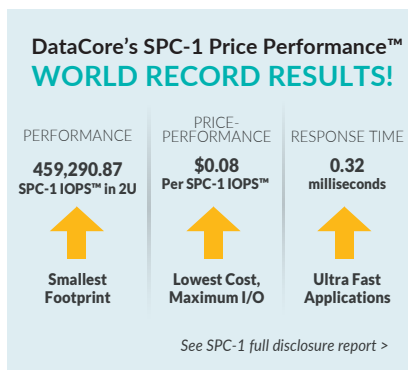 DataCore’s SPC-1 Price Performance™
WORLD RECORD RESULTS!
PERFORMANCE
459,290.87
SPC-1 IOPS™ in 2U
Smallest
Footprint
PRICE-
PERFORMANCE
$0.08
Per SPC-1 IOPS™
Lowest Cost,
Maximum I/O
RESPONSE TIME
0.32
milliseconds
Ultra Fast
Applications
See SPC-1 full disclosure report >